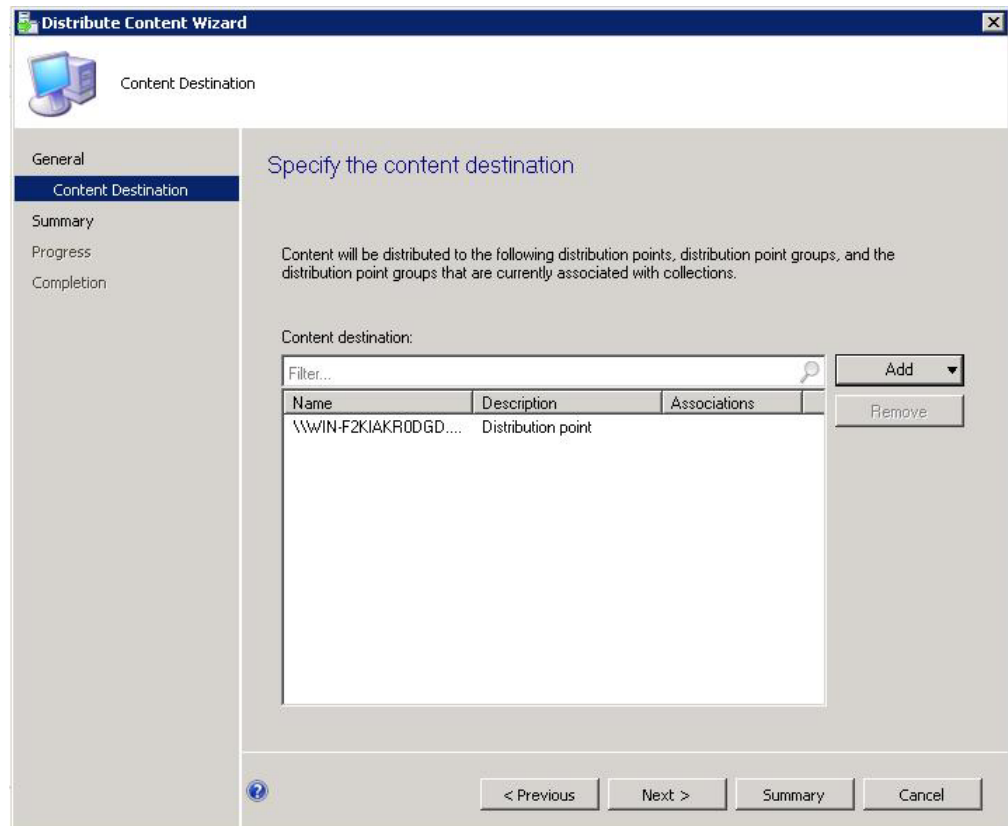 Distribute Content Wizard
Content Destination
General
Content Destination
Summary
Progress
Completion
Specify the content destination
Content will be distributed to the following distribution points, distribution point groups, and the
distribution point groups that are currently associated with collections.
Content destination:
Filter...
Add
Remove
Name Description Associations
\\WIN-F2KIAKR0DGD.... Distribution point
< Previous Next > Summary Cancel